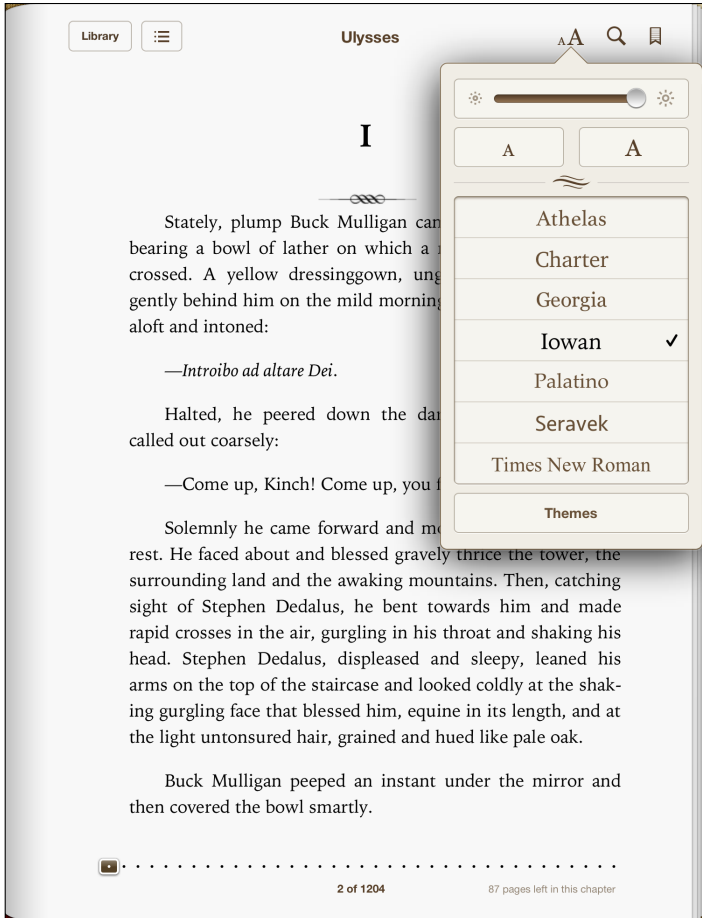 Library
Ulysses
AA
I
Stately, plump Buck Mulligan
bearing a bowl of lather on which a
crossed. A yellow dressinggown,
gently behind him on the mild morning
aloft and intoned:
—Introibo ad altare Dei.
Halted, he peered down the
called out coarsely:
—Come up, Kinch! Come up, you
Solemnly he came forward and
rest. He faced about and blessed gravely thrice the tower, the
surrounding land and the awaking mountains. Then, catching
sight of Stephen Dedalus, he bent towards him and made
rapid crosses in the air, gurgling in his throat and shaking his
head. Stephen Dedalus, displeased and sleepy, leaned his
arms on the top of the staircase and looked coldly at the shak-
ing gurgling face that blessed him, equine in its length, and at
the light untonsured hair, grained and hued like pale oak.
Buck Mulligan peeped an instant under the mirror and
then covered the bowl smartly.
A
A
Athelas
Charter
Georgia
Iowan
Palatino
Seravek
Times New Roman
Themes
2 of 1204
87 pages left in this chapter